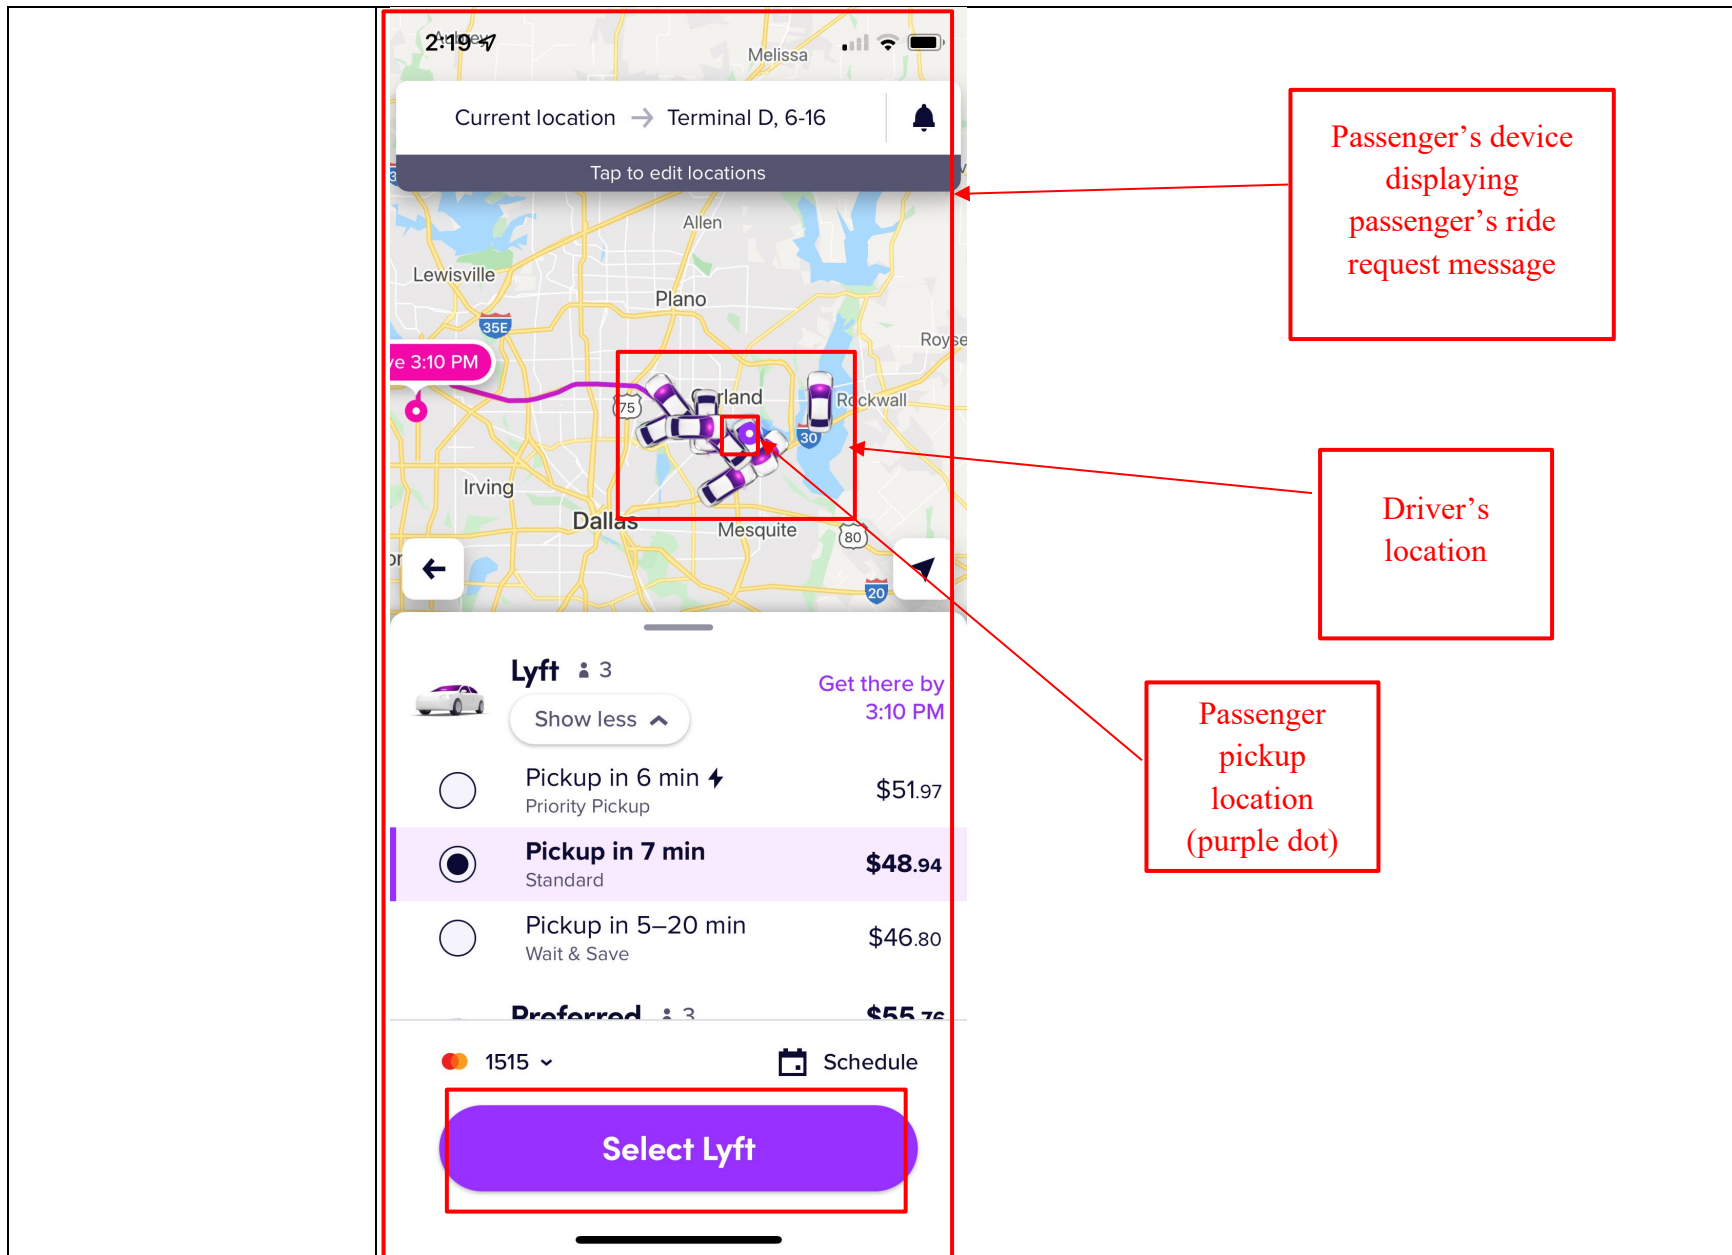 2:19
Melissa
Current location → Terminal D, 6-16
Tap to edit locations
Allen
Lewisville
Plano
35E
Royse
3:10 PM
75
Rockwall
30
Irving
Dallas
Mesquite
80
20
Lyft 3
Show less
Get there by
3:10 PM
Pickup in 6 min
Priority Pickup
$51.97
Pickup in 7 min
Standard
$48.94
Pickup in 5–20 min
Wait & Save
$46.80
Preferred 3
$55.76
1515
Schedule
Select Lyft
Passenger’s device
displaying
passenger’s ride
request message
Driver’s
location
Passenger
pickup
location
(purple dot)